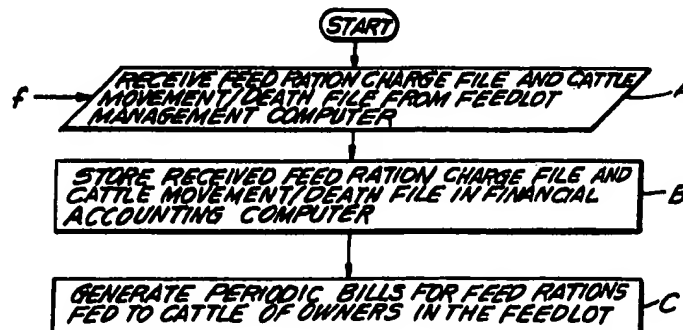 START
RECEIVE FEED RATION CHARGE FILE AND CATTLE
f MOVEMENT/DEATH FILE FROM FEEDLOT A
MANAGEMENT COMPUTER
STORE RECEIVED FEED RATION CHARGE FILE AND
CATTLE MOVEMENT/DEATH FILE IN FINANCIAL B
ACCOUNTING COMPUTER
GENERATE PERIODIC BILLS FOR FEED RATIONS C
FED TO CATTLE OF OWNERS IN THE FEEDLOT